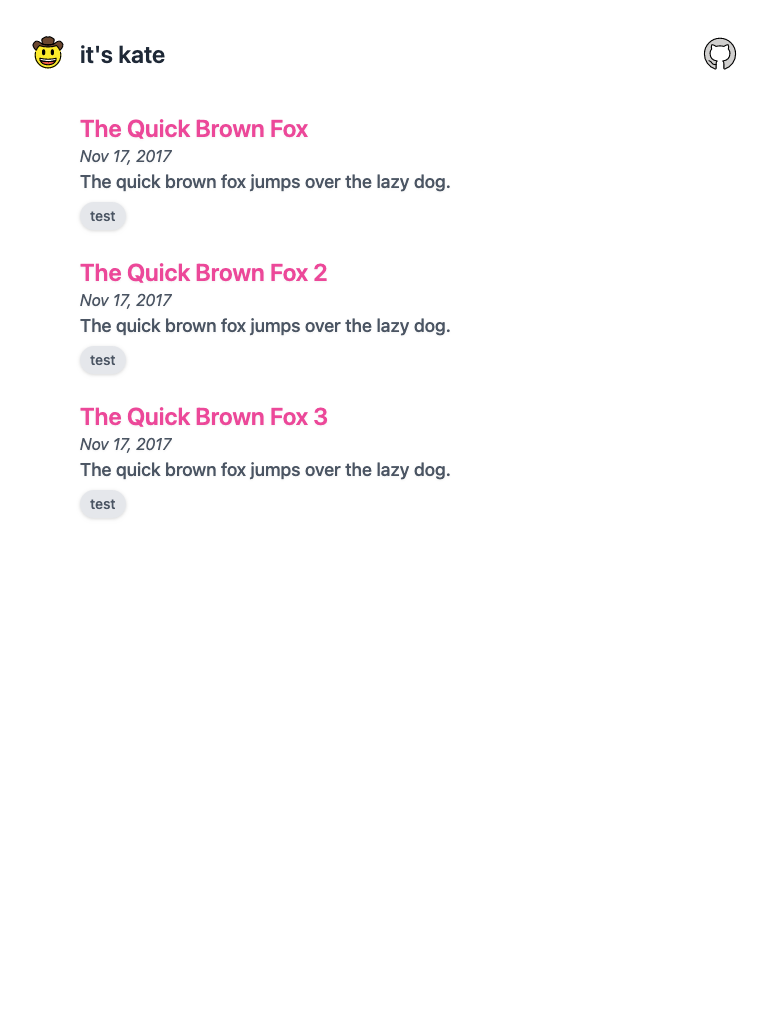 it's kate
The Quick Brown Fox
Nov 17, 2017
The quick brown fox jumps over the lazy dog.
test
The Quick Brown Fox 2
Nov 17, 2017
The quick brown fox jumps over the lazy dog.
test
The Quick Brown Fox 3
Nov 17, 2017
The quick brown fox jumps over the lazy dog.
test